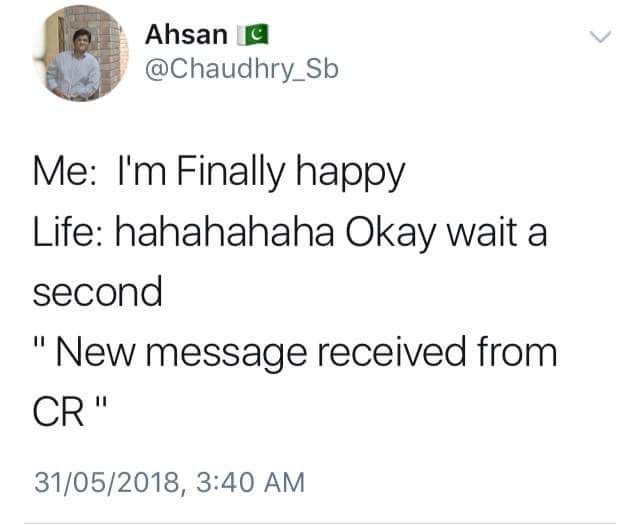 Ahsan 🇵🇰
@Chaudhry_Sb
Me:  I'm Finally happy
Life: hahahahaha Okay wait a
second
" New message received from
CR "
31/05/2018, 3:40 AM